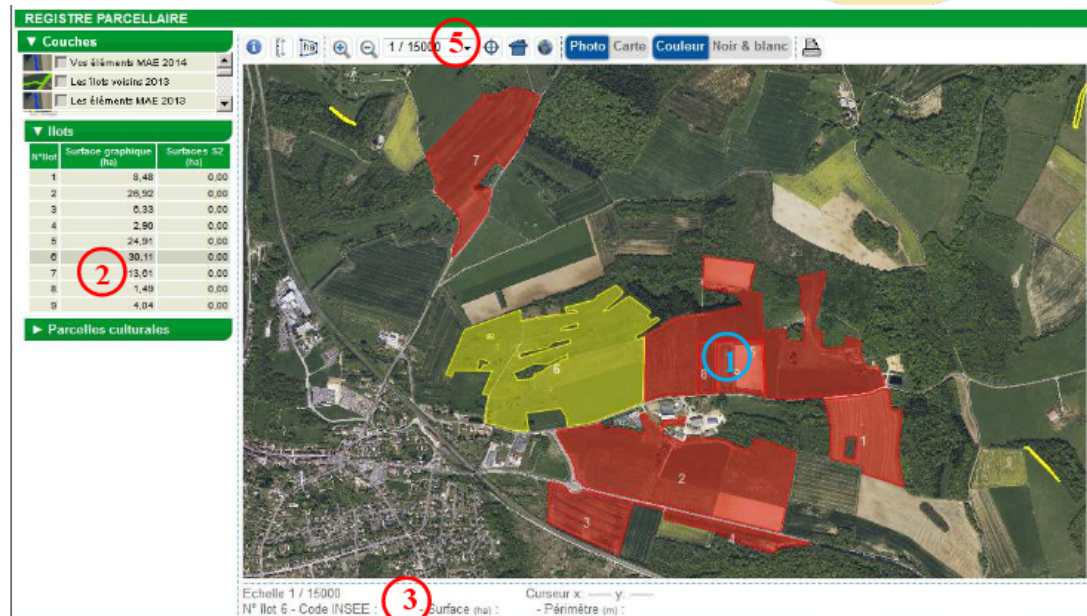 REGISTRE PARCELLAIRE
▼ Couches
Vos éléments MAE 2014
Les îlots voisins 2013
Les éléments MAE 2013
1 / 15000
5
Photo Carte Couleur Noir & blanc
▼ Ilots
N°Ilot Surface graphique (ha) Surfaces S2 (ha)
1 8,48 0,00
2 26,92 0,00
3 6,33 0,00
4 2,90 0,00
5 24,91 0,00
6 30,11 0,00
7 13,61 0,00
8 1,49 0,00
9 4,04 0,00
2
► Parcelles culturales
7
6
8
1
1
2
3
4
Echelle 1 / 15000 Curseur x: ------ y: ------
N° îlot 6 - Code INSEE : 3 - Surface (ha) : - Périmètre (m) :